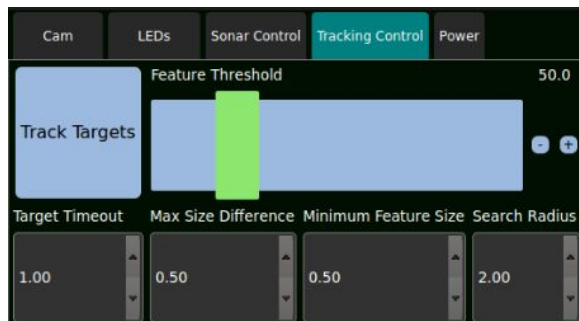 Cam LEDs Sonar Control Tracking Control Power
Feature Threshold 50.0
Track Targets
- +
Target Timeout Max Size Difference Minimum Feature Size Search Radius
1.00 0.50 0.50 2.00